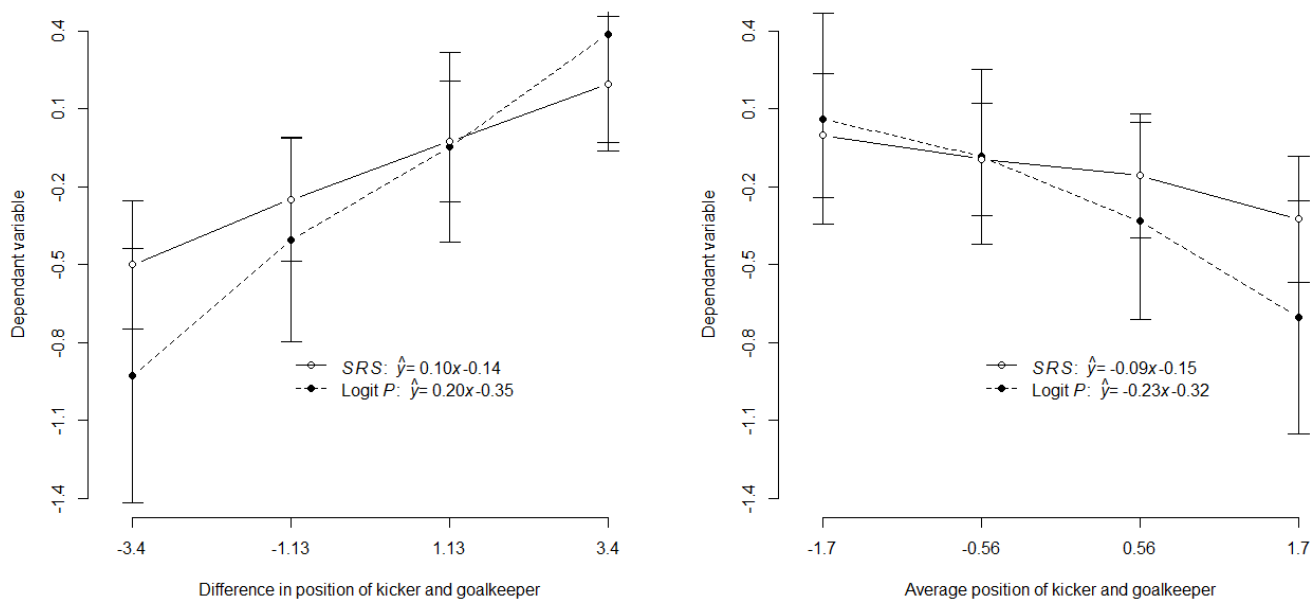 0.4
0.1
-0.2
-0.5
-0.8
-1.1
-1.4
Dependant variable
SRS: ŷ= 0.10x-0.14
Logit P: ŷ= 0.20x-0.35
-3.4 -1.13 1.13 3.4
Difference in position of kicker and goalkeeper
0.4
0.1
-0.2
-0.5
-0.8
-1.1
-1.4
Dependant variable
SRS: ŷ= -0.09x-0.15
Logit P: ŷ= -0.23x-0.32
-1.7 -0.56 0.56 1.7
Average position of kicker and goalkeeper